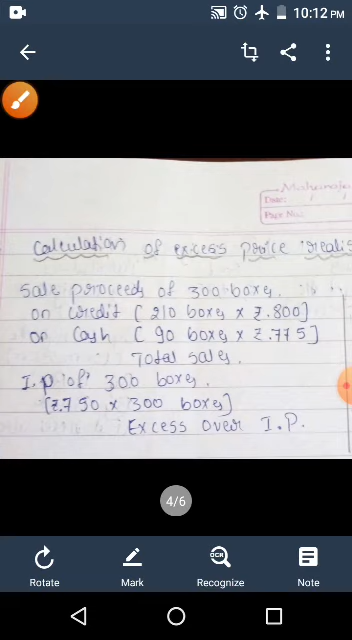 10:12 PM
Maharaja
Date: / /
Page No.:
Calculation of excess price realis
Sale proceeds of 300 boxes.
on Credit [210 boxes x ₹.800]
on Cash [90 boxes x ₹.775]
Total sales.
I.P of 300 boxes.
[₹.750 x 300 boxes]
Excess over I.P.
4/6
OCR
Rotate
Mark
Recognize
Note